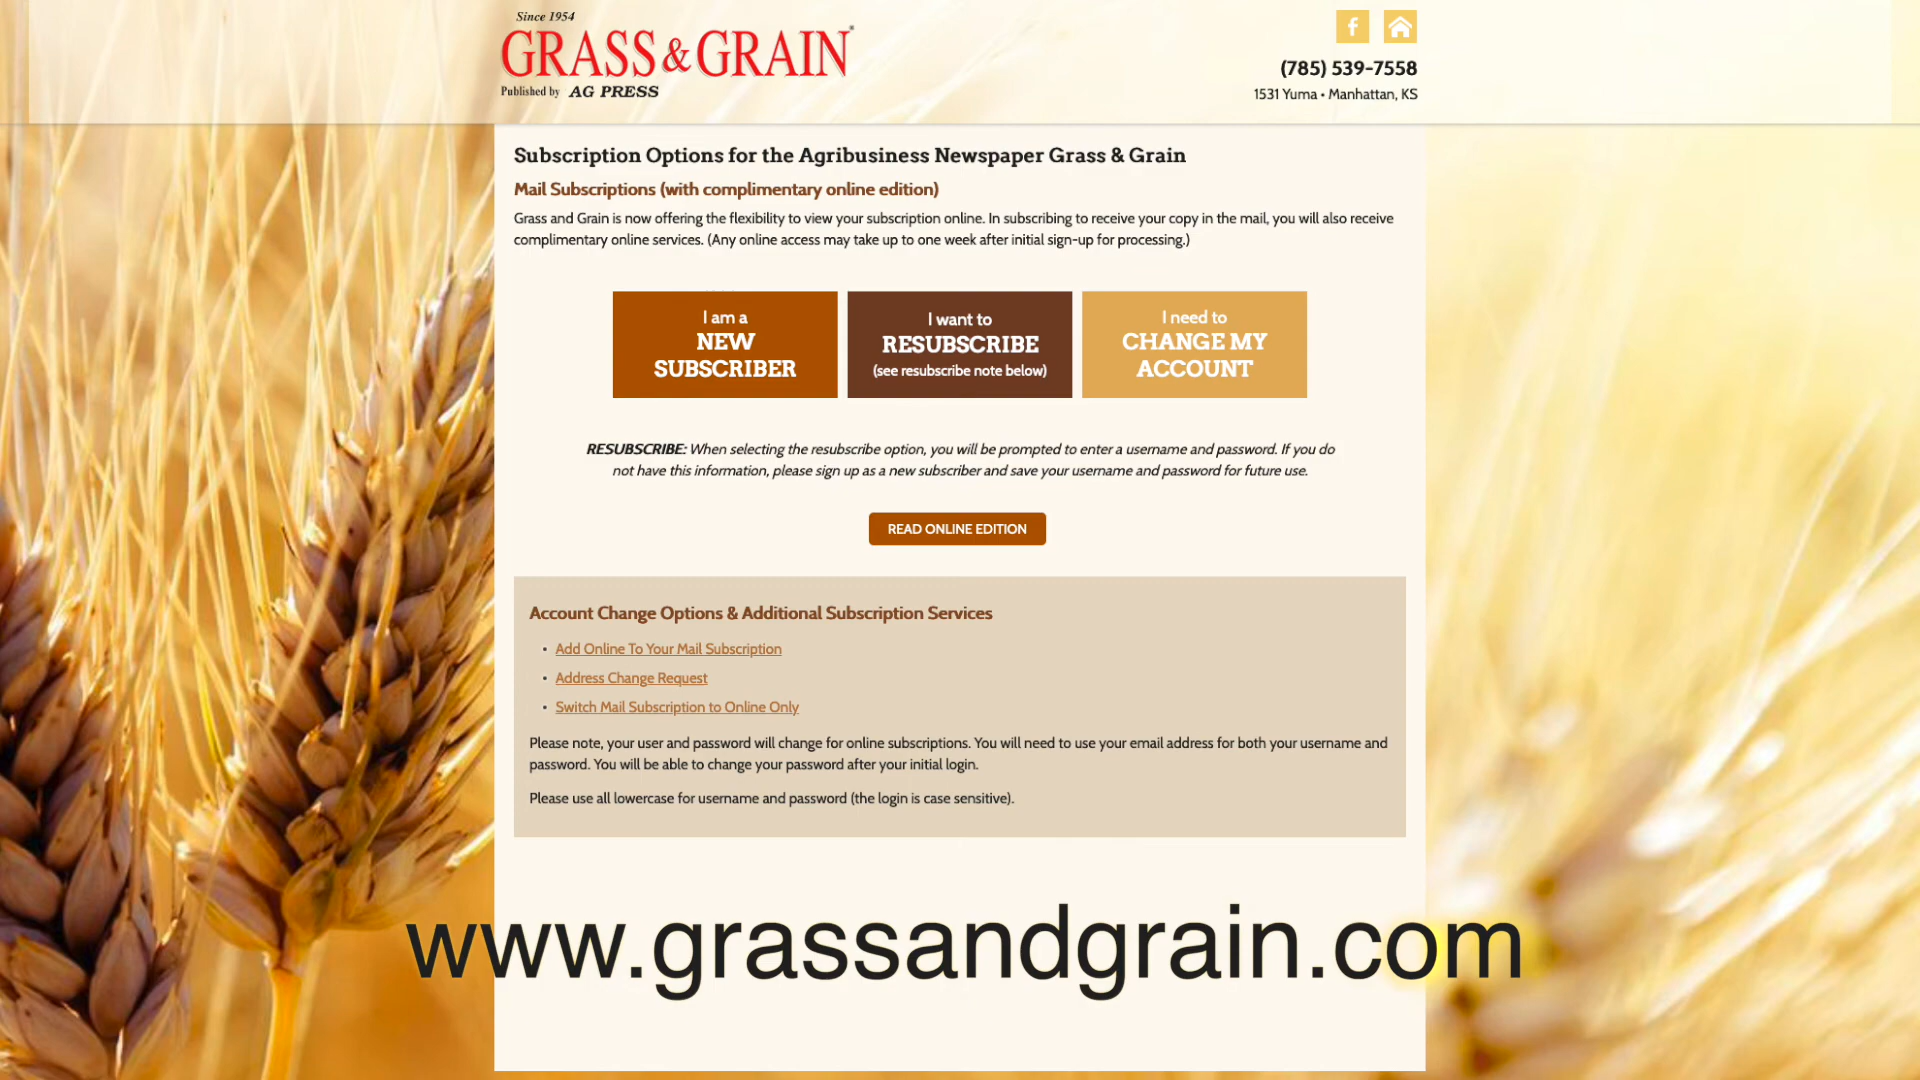 Since 1954
GRASS & GRAIN
Published by AG PRESS
(785) 539-7558
1531 Yuma • Manhattan, KS
Subscription Options for the Agribusiness Newspaper Grass & Grain
Mail Subscriptions (with complimentary online edition)
Grass and Grain is now offering the flexibility to view your subscription online. In subscribing to receive your copy in the mail, you will also receive
complimentary online services. (Any online access may take up to one week after initial sign-up for processing.)
I am a
NEW
SUBSCRIBER
I want to
RESUBSCRIBE
(see resubscribe note below)
I need to
CHANGE MY
ACCOUNT
RESUBSCRIBE: When selecting the resubscribe option, you will be prompted to enter a username and password. If you do
not have this information, please sign up as a new subscriber and save your username and password for future use.
READ ONLINE EDITION
Account Change Options & Additional Subscription Services
• Add Online To Your Mail Subscription
• Address Change Request
• Switch Mail Subscription to Online Only
Please note, your user and password will change for online subscriptions. You will need to use your email address for both your username and
password. You will be able to change your password after your initial login.
Please use all lowercase for username and password (the login is case sensitive).
www.grassandgrain.com